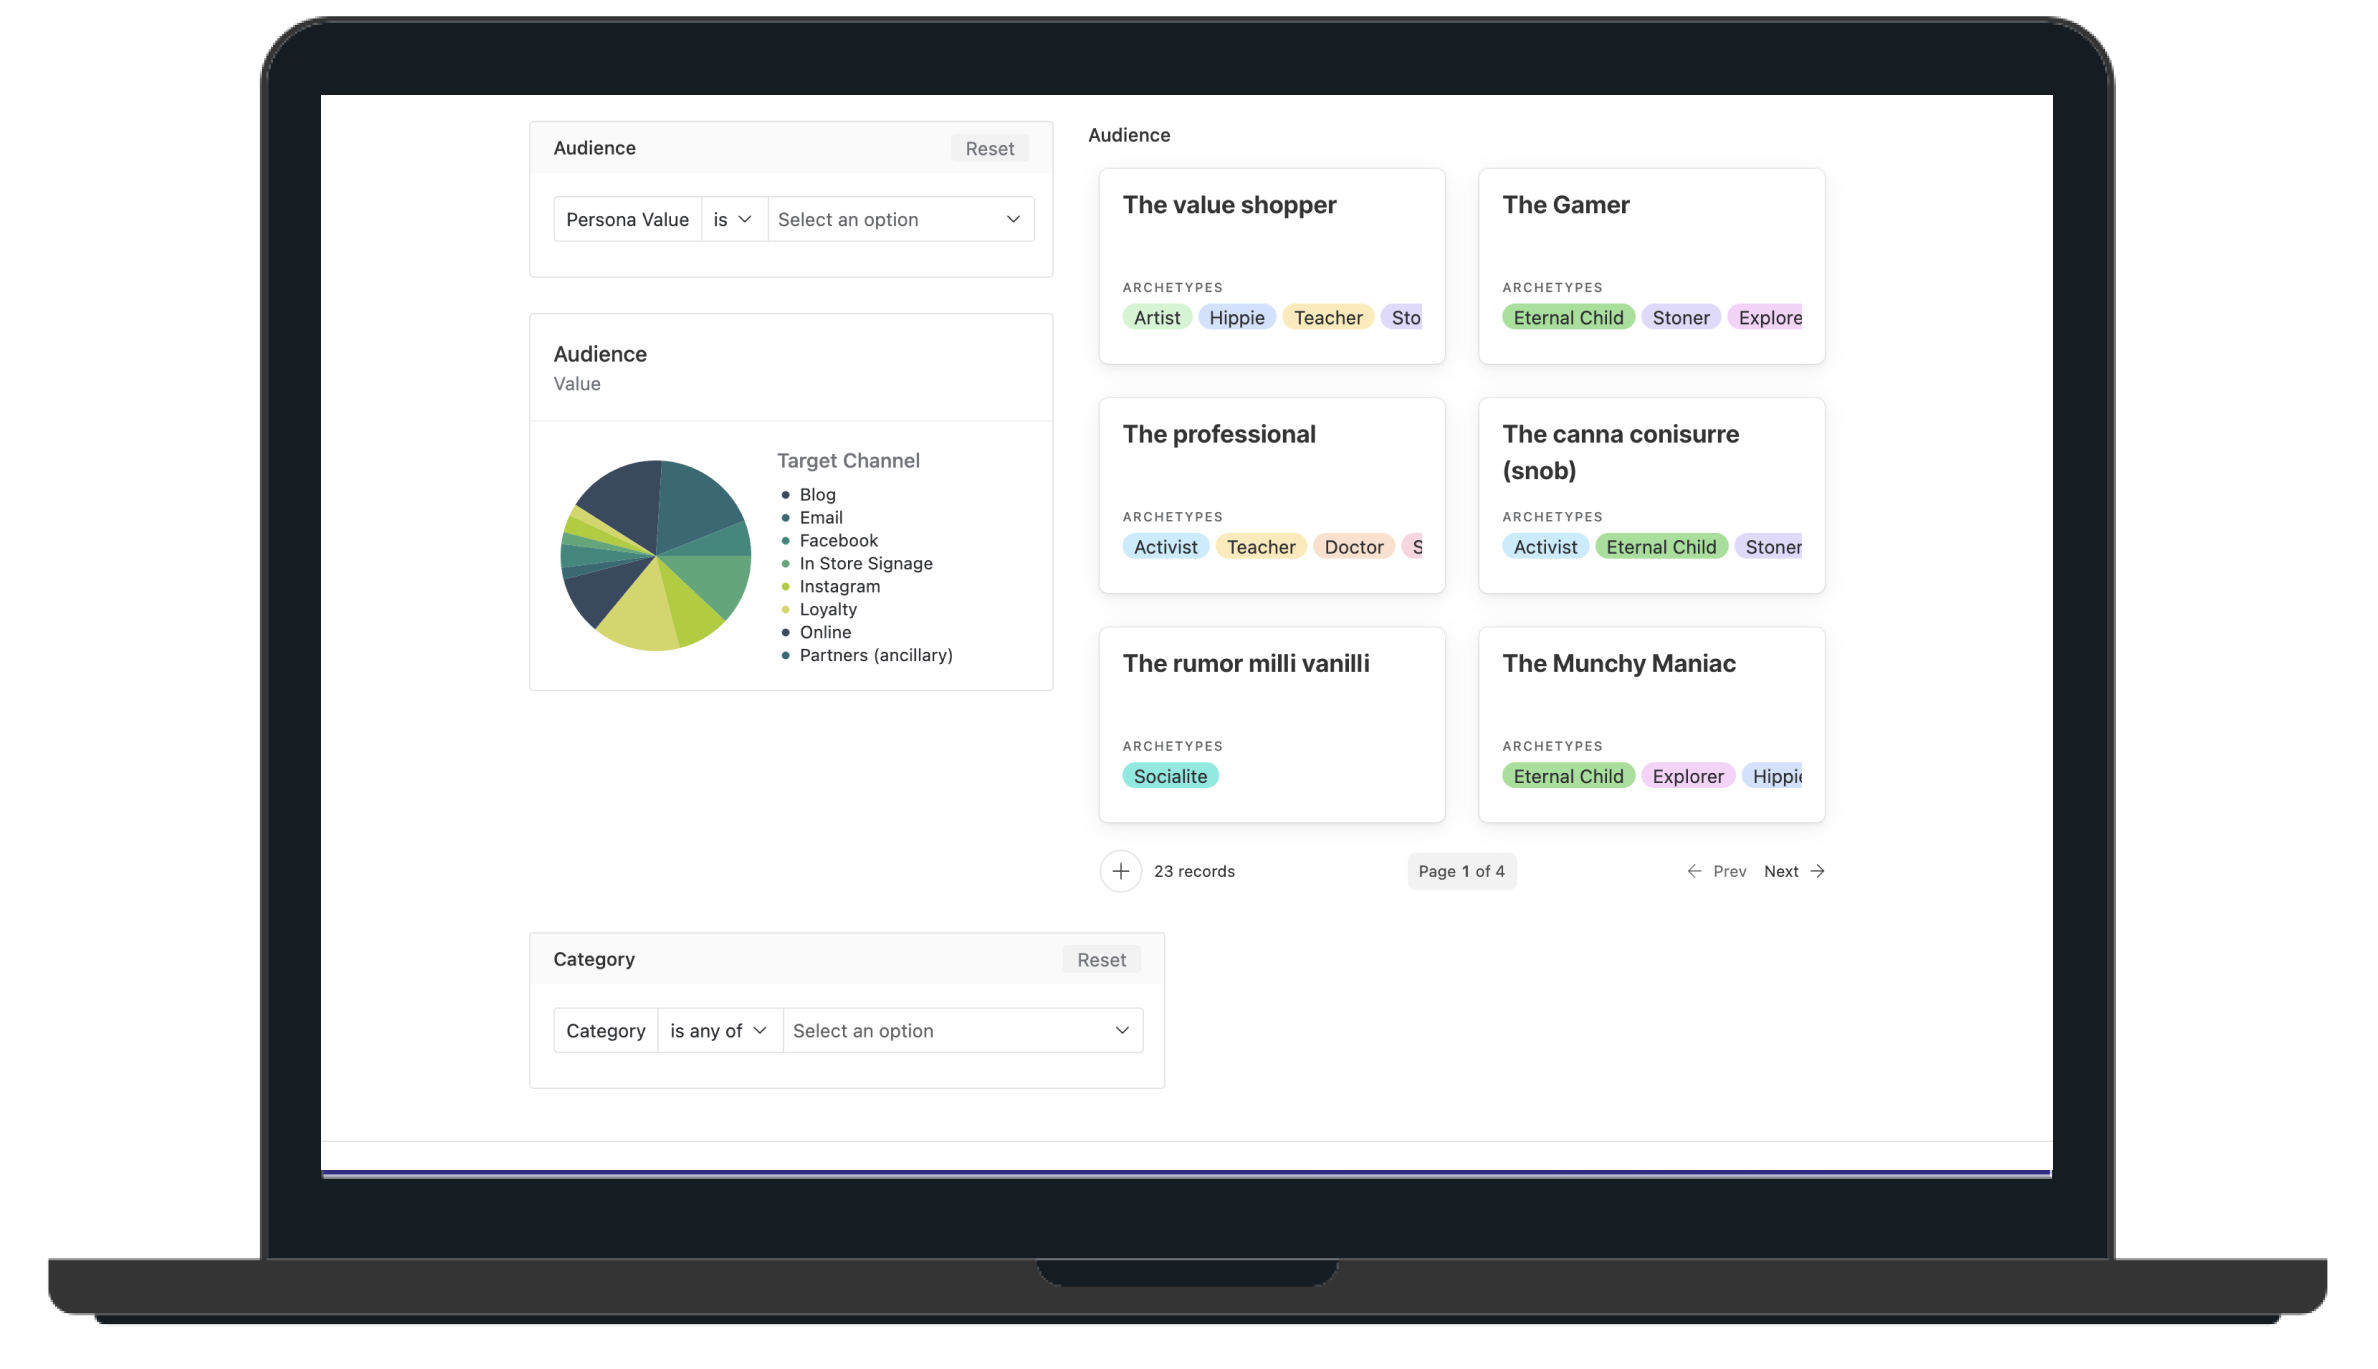 Audience
Reset
Persona Value is Select an option
Audience
Value
Target Channel
Blog
Email
Facebook
In Store Signage
Instagram
Loyalty
Online
Partners (ancillary)
Audience
The value shopper
ARCHETYPES
Artist Hippie Teacher Sto
The Gamer
ARCHETYPES
Eternal Child Stoner Explore
The professional
ARCHETYPES
Activist Teacher Doctor S
The canna conisurre
(snob)
ARCHETYPES
Activist Eternal Child Stoner
The rumor milli vanilli
ARCHETYPES
Socialite
The Munchy Maniac
ARCHETYPES
Eternal Child Explorer Hippie
23 records
Page 1 of 4
Prev Next
Category
Reset
Category is any of Select an option